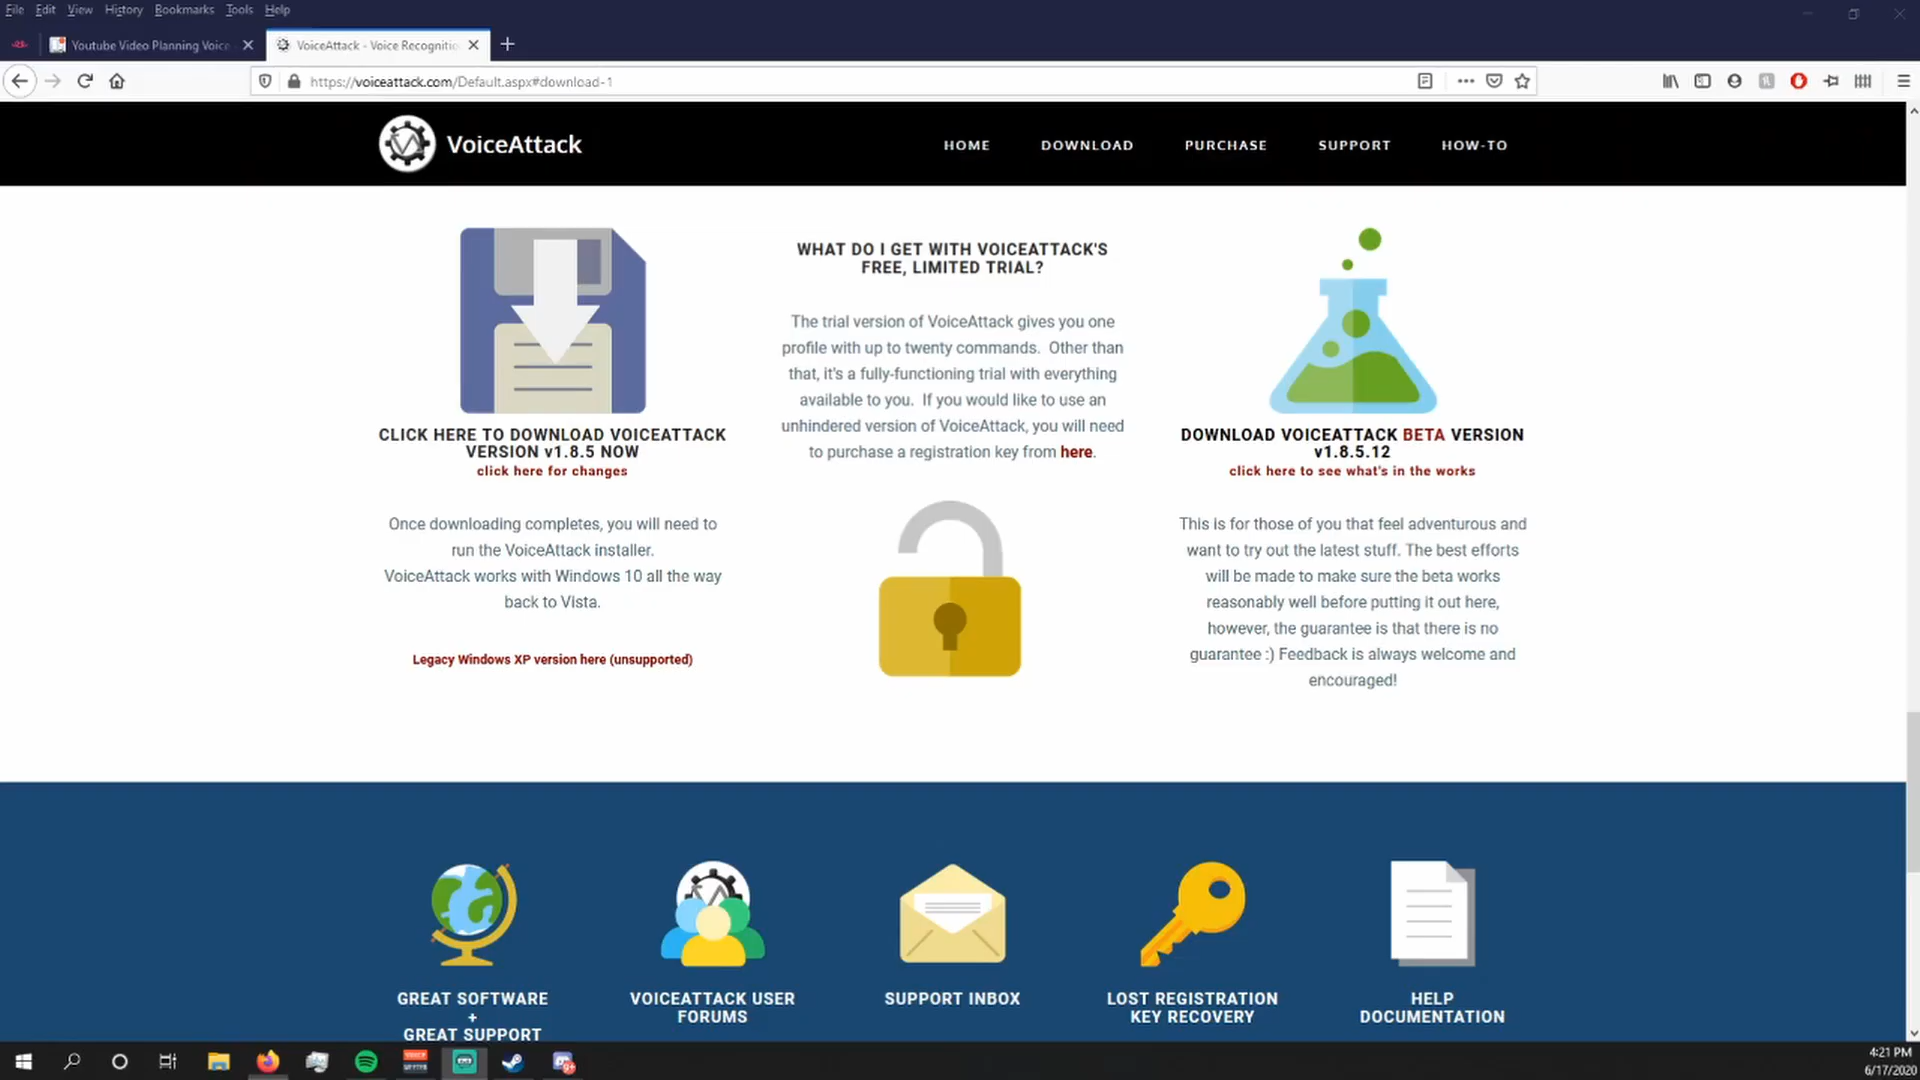 File Edit View History Bookmarks Tools Help
Youtube Video Planning Voice
VoiceAttack - Voice Recognitio
https://voiceattack.com/Default.aspx#download-1
VoiceAttack
HOME DOWNLOAD PURCHASE SUPPORT HOW-TO
CLICK HERE TO DOWNLOAD VOICEATTACK
VERSION v1.8.5 NOW
click here for changes
Once downloading completes, you will need to
run the VoiceAttack installer.
VoiceAttack works with Windows 10 all the way
back to Vista.
Legacy Windows XP version here (unsupported)
WHAT DO I GET WITH VOICEATTACK'S
FREE, LIMITED TRIAL?
The trial version of VoiceAttack gives you one
profile with up to twenty commands. Other than
that, it's a fully-functioning trial with everything
available to you. If you would like to use an
unhindered version of VoiceAttack, you will need
to purchase a registration key from here.
DOWNLOAD VOICEATTACK BETA VERSION
v1.8.5.12
click here to see what's in the works
This is for those of you that feel adventurous and
want to try out the latest stuff. The best efforts
will be made to make sure the beta works
reasonably well before putting it out here,
however, the guarantee is that there is no
guarantee :) Feedback is always welcome and
encouraged!
GREAT SOFTWARE
+
GREAT SUPPORT
VOICEATTACK USER
FORUMS
SUPPORT INBOX
LOST REGISTRATION
KEY RECOVERY
HELP
DOCUMENTATION
4:21 PM
6/17/2020